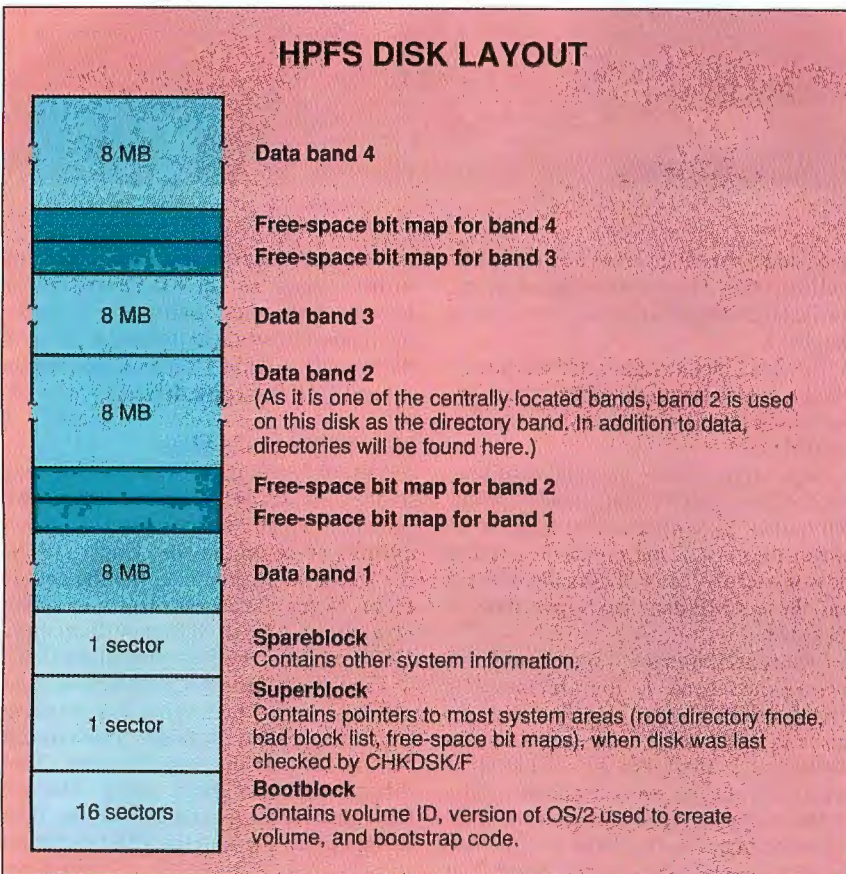 HPFS DISK LAYOUT
8 MB
Data band 4
Free-space bit map for band 4
Free-space bit map for band 3
8 MB
Data band 3
8 MB
Data band 2
(As it is one of the centrally located bands, band 2 is used
on this disk as the directory band. In addition to data,
directories will be found here.)
Free-space bit map for band 2
Free-space bit map for band 1
8 MB
Data band 1
1 sector
Spareblock
Contains other system information.
1 sector
Superblock
Contains pointers to most system areas (root directory fnode,
bad block list, free-space bit maps), when disk was last
checked by CHKDSK/F
16 sectors
Bootblock
Contains volume ID, version of OS/2 used to create
volume, and bootstrap code.